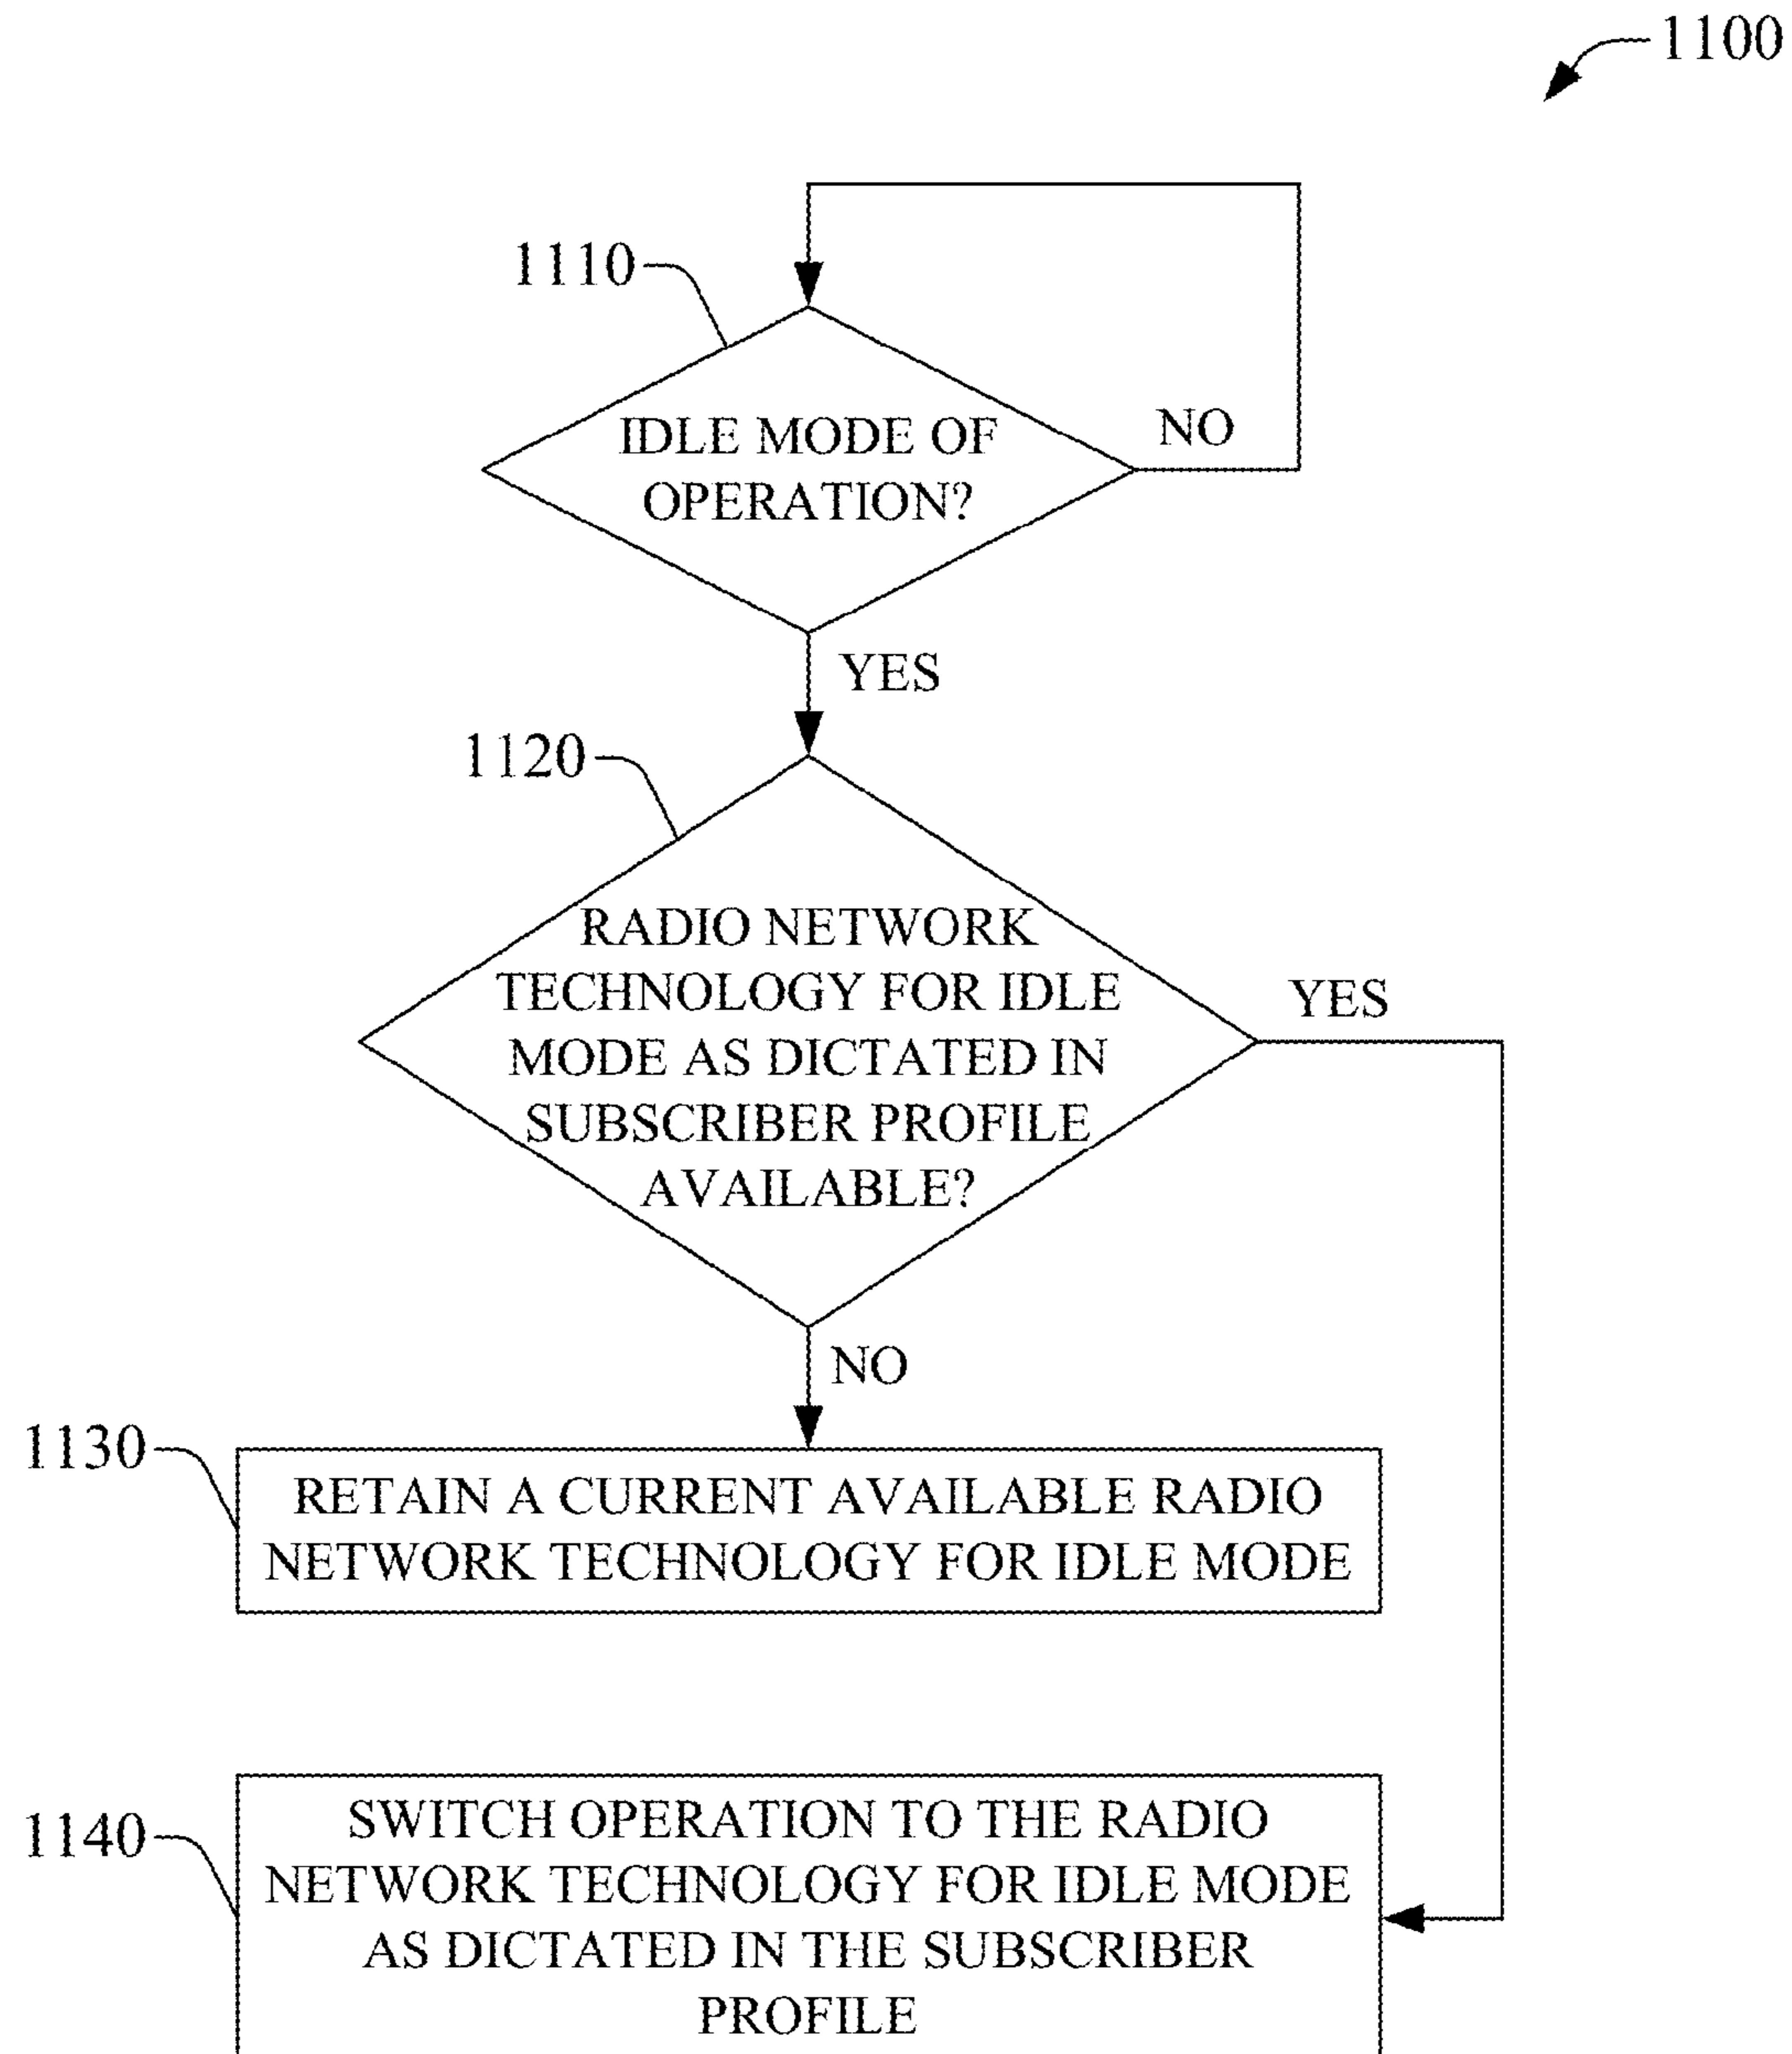 1100
1110
IDLE MODE OF
OPERATION?
NO
YES
1120
RADIO NETWORK
TECHNOLOGY FOR IDLE
MODE AS DICTATED IN
SUBSCRIBER PROFILE
AVAILABLE?
YES
NO
1130
RETAIN A CURRENT AVAILABLE RADIO
NETWORK TECHNOLOGY FOR IDLE MODE
1140
SWITCH OPERATION TO THE RADIO
NETWORK TECHNOLOGY FOR IDLE MODE
AS DICTATED IN THE SUBSCRIBER
PROFILE